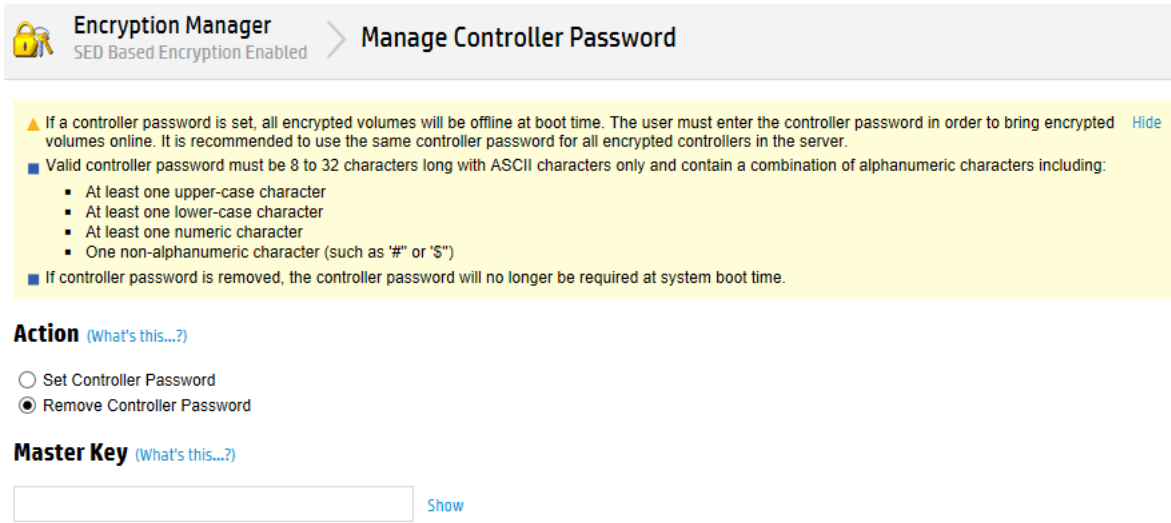 Encryption Manager
SED Based Encryption Enabled
Manage Controller Password
If a controller password is set, all encrypted volumes will be offline at boot time. The user must enter the controller password in order to bring encrypted
volumes online. It is recommended to use the same controller password for all encrypted controllers in the server.
Hide
Valid controller password must be 8 to 32 characters long with ASCII characters only and contain a combination of alphanumeric characters including:
At least one upper-case character
At least one lower-case character
At least one numeric character
One non-alphanumeric character (such as '#" or '$")
If controller password is removed, the controller password will no longer be required at system boot time.
Action (What's this...?)
Set Controller Password
Remove Controller Password
Master Key (What's this...?)
Show